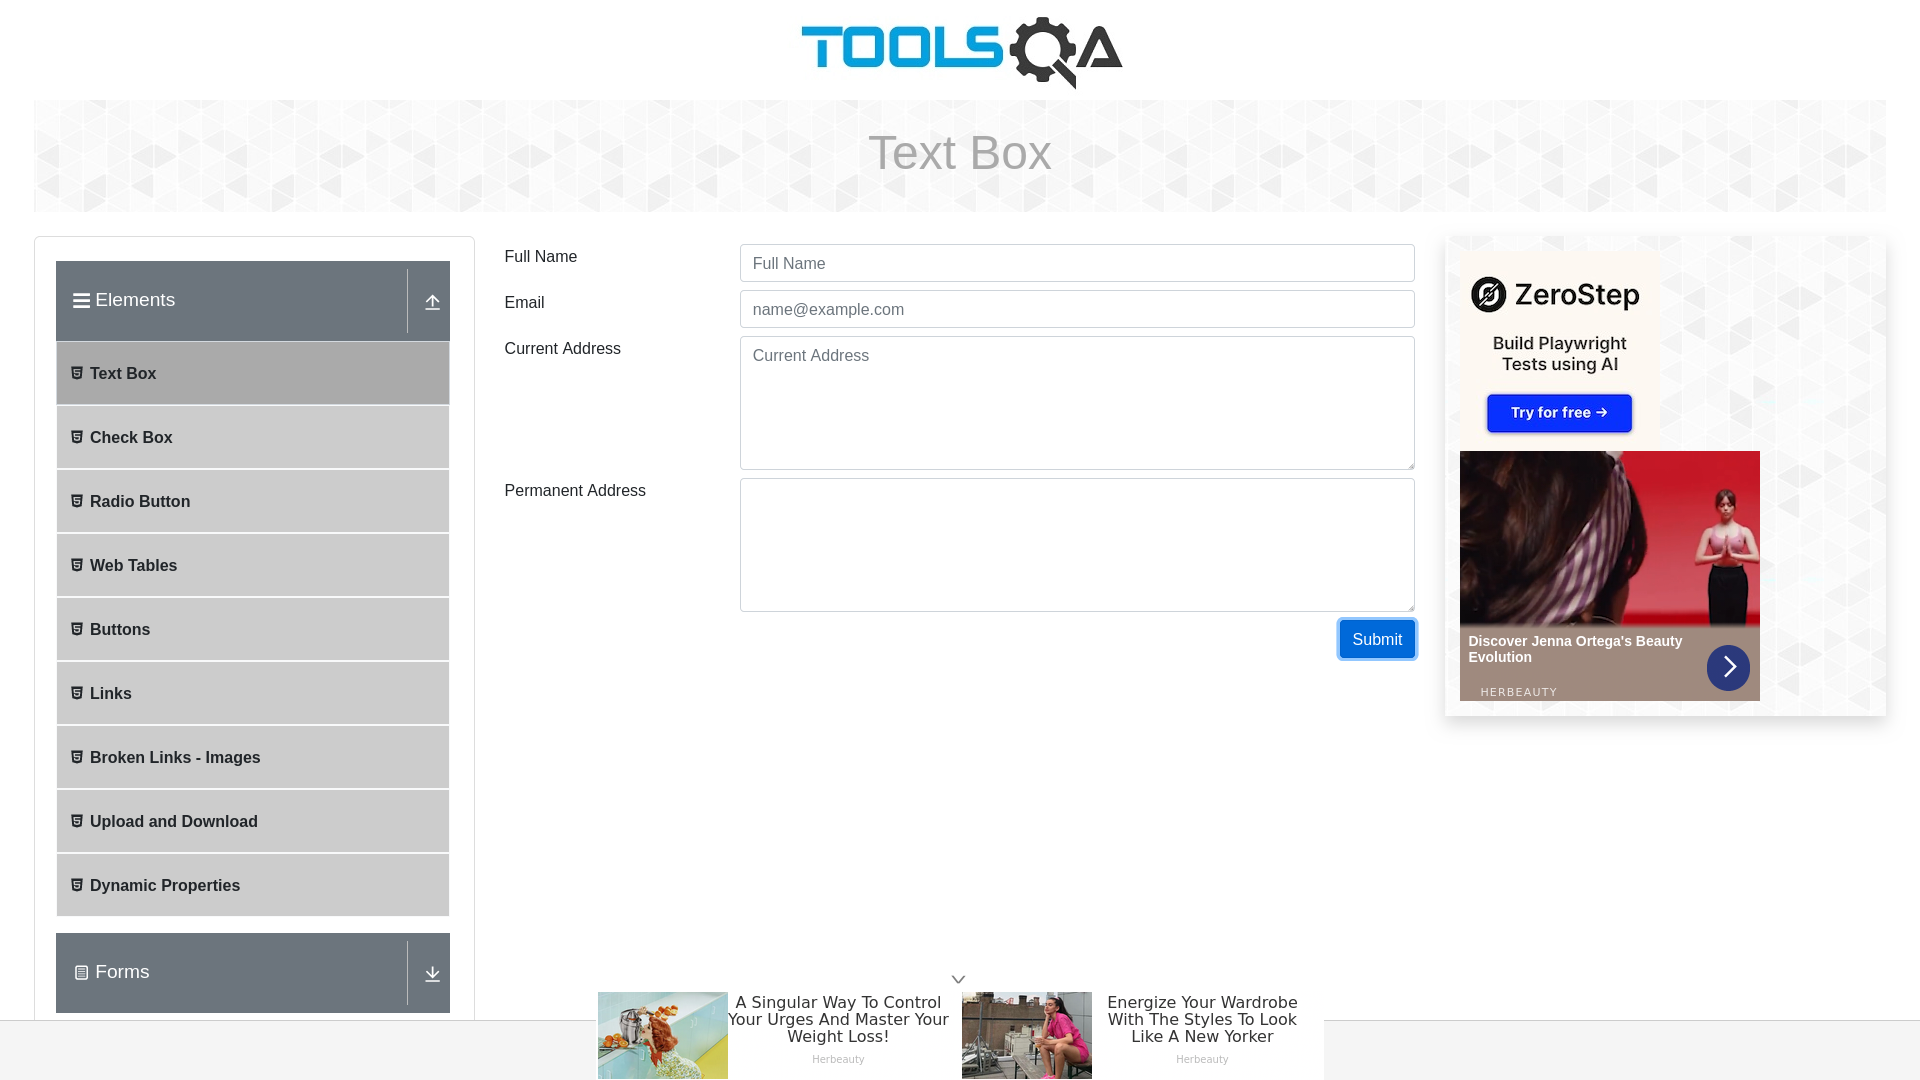 TOOLSQA
Text Box
Elements
Text Box
Check Box
Radio Button
Web Tables
Buttons
Links
Broken Links - Images
Upload and Download
Dynamic Properties
Forms
Full Name
Full Name
Email
name@example.com
Current Address
Current Address
Permanent Address
Submit
ZeroStep
Build Playwright
Tests using AI
Try for free →
Discover Jenna Ortega's Beauty
Evolution
HERBEAUTY
A Singular Way To Control
Your Urges And Master Your
Weight Loss!
Herbeauty
Energize Your Wardrobe
With The Styles To Look
Like A New Yorker
Herbeauty